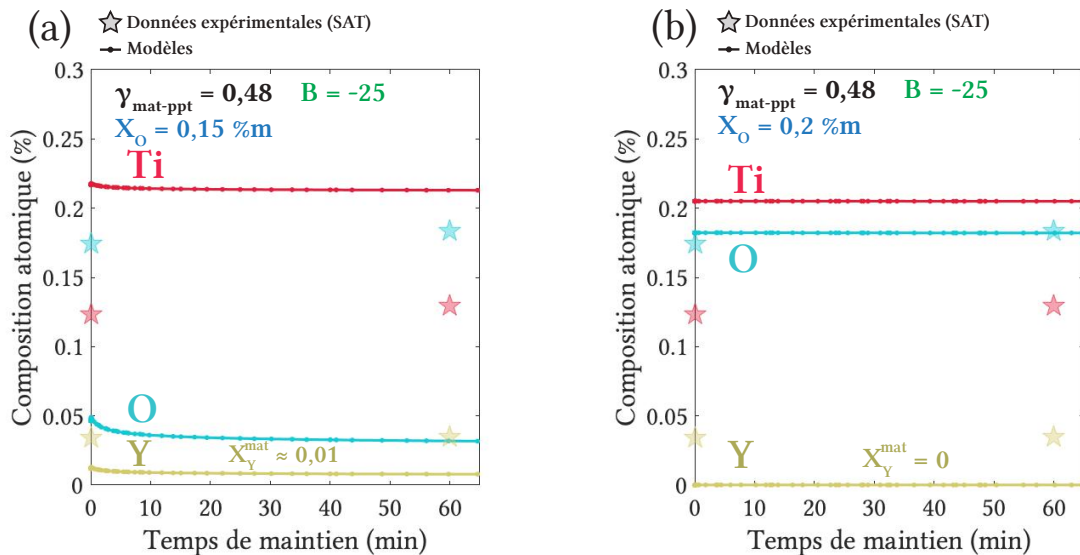 (a)
Données expérimentales (SAT)
Modèles
0.3
0.25
0.2
0.15
0.1
0.05
0
γmat-ppt = 0,48 B = -25
XO = 0,15 %m
Ti
O
Y
XYmat ≈ 0,01
0 10 20 30 40 50 60
Temps de maintien (min)
Composition atomique (%)
(b)
Données expérimentales (SAT)
Modèles
0.3
0.25
0.2
0.15
0.1
0.05
0
γmat-ppt = 0,48 B = -25
XO = 0,2 %m
Ti
O
Y
XYmat = 0
0 10 20 30 40 50 60
Temps de maintien (min)
Composition atomique (%)